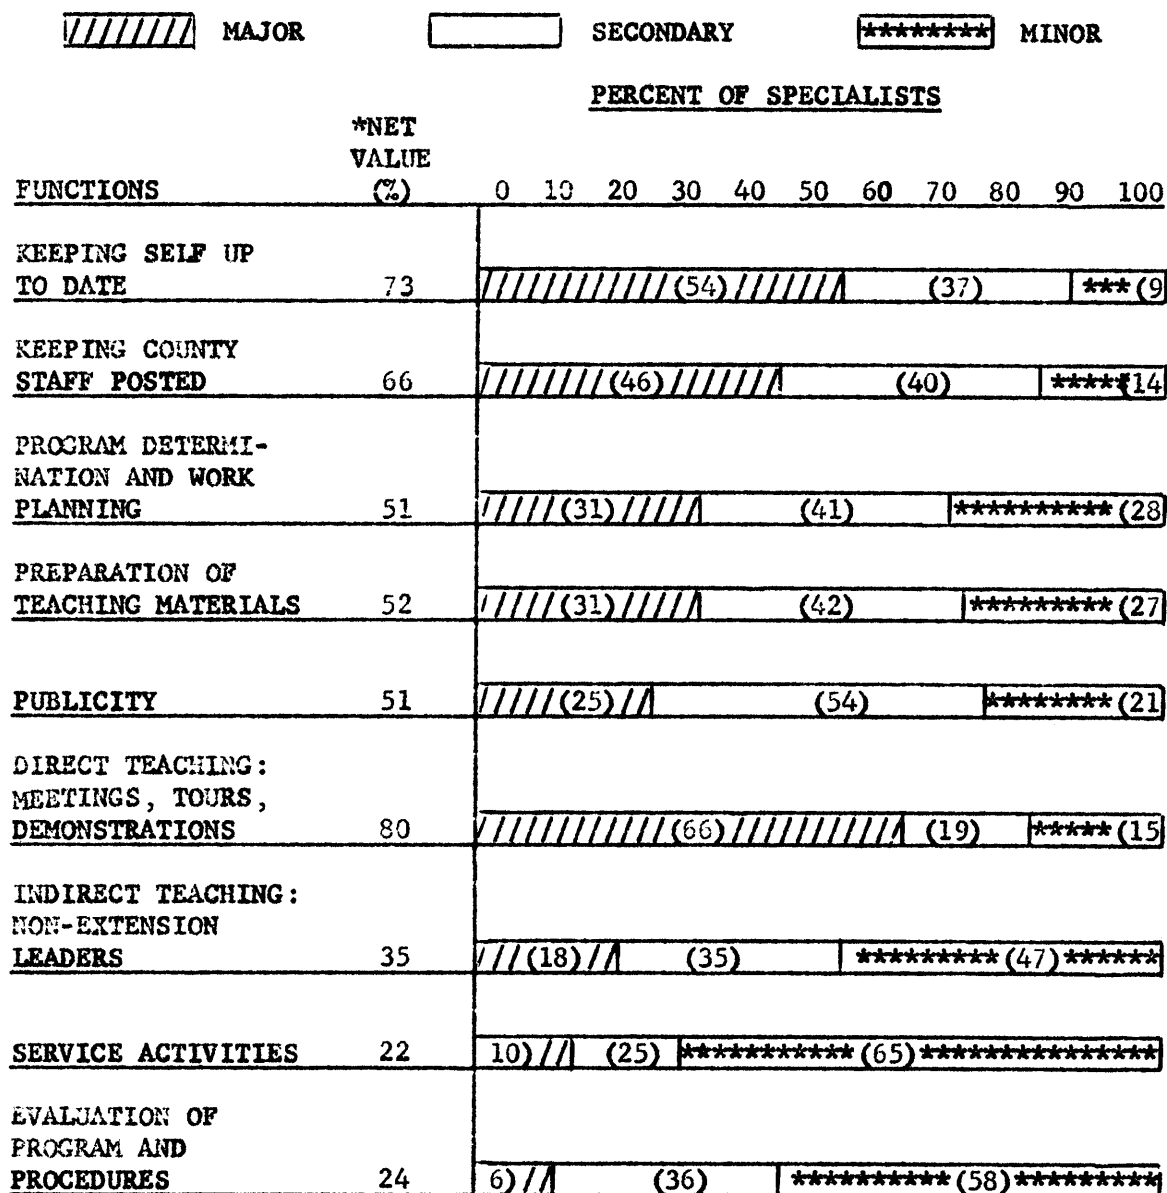 MAJOR SECONDARY MINOR
PERCENT OF SPECIALISTS
*NET
VALUE
FUNCTIONS (%) 0 10 20 30 40 50 60 70 80 90 100
KEEPING SELF UP
TO DATE 73 (54) (37) *** (9
KEEPING COUNTY
STAFF POSTED 66 (46) (40) *****(14
PROGRAM DETERMI-
NATION AND WORK
PLANNING 51 (31) (41) ********** (28
PREPARATION OF
TEACHING MATERIALS 52 (31) (42) ********* (27
PUBLICITY 51 (25) (54) ******** (21
DIRECT TEACHING:
MEETINGS, TOURS,
DEMONSTRATIONS 80 (66) (19) ***** (15
INDIRECT TEACHING:
NON-EXTENSION
LEADERS 35 (18) (35) ********* (47) ******
SERVICE ACTIVITIES 22 10) (25) *********** (65) ***************
EVALUATION OF
PROGRAM AND
PROCEDURES 24 6) (36) ********** (58) *********